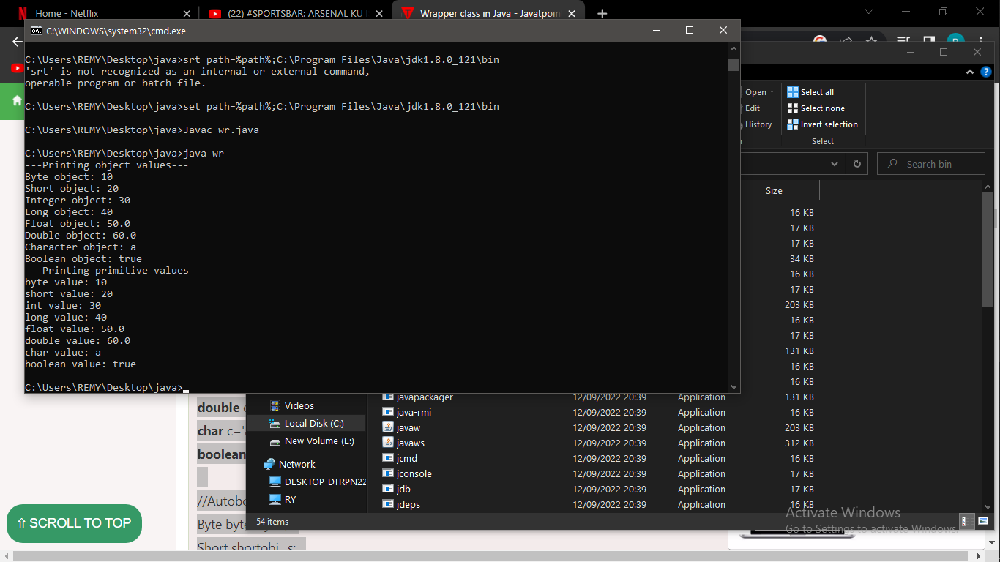 Home - Netflix
(22) #SPORTSBAR: ARSENAL KU
Wrapper class in Java - Javatpoin
C:\WINDOWS\system32\cmd.exe
C:\Users\REMY\Desktop\java>srt path=%path%;C:\Program Files\Java\jdk1.8.0_121\bin
'srt' is not recognized as an internal or external command,
operable program or batch file.
C:\Users\REMY\Desktop\java>set path=%path%;C:\Program Files\Java\jdk1.8.0_121\bin
C:\Users\REMY\Desktop\java>Javac wr.java
C:\Users\REMY\Desktop\java>java wr
---Printing object values---
Byte object: 10
Short object: 20
Integer object: 30
Long object: 40
Float object: 50.0
Double object: 60.0
Character object: a
Boolean object: true
---Printing primitive values---
byte value: 10
short value: 20
int value: 30
long value: 40
float value: 50.0
double value: 60.0
char value: a
boolean value: true
C:\Users\REMY\Desktop\java>
Open
Select all
Edit
Select none
History
Invert selection
Select
Search bin
Size
16 KB
17 KB
17 KB
34 KB
16 KB
17 KB
203 KB
16 KB
17 KB
131 KB
16 KB
16 KB
javapackager 12/09/2022 20:39 Application 131 KB
java-rmi 12/09/2022 20:39 Application 16 KB
javaw 12/09/2022 20:39 Application 203 KB
javaws 12/09/2022 20:39 Application 312 KB
jcmd 12/09/2022 20:39 Application 16 KB
jconsole 12/09/2022 20:39 Application 17 KB
jdb 12/09/2022 20:39 Application 17 KB
jdeps 12/09/2022 20:39 Application 16 KB
Videos
Local Disk (C:)
New Volume (E:)
Network
DESKTOP-DTRPN22
RY
54 items
double
char c='
boolean
//Autobo
Byte byt
Short shortobj=s;
⇧ SCROLL TO TOP
Activate Windows
Go to Settings to activate Windows.